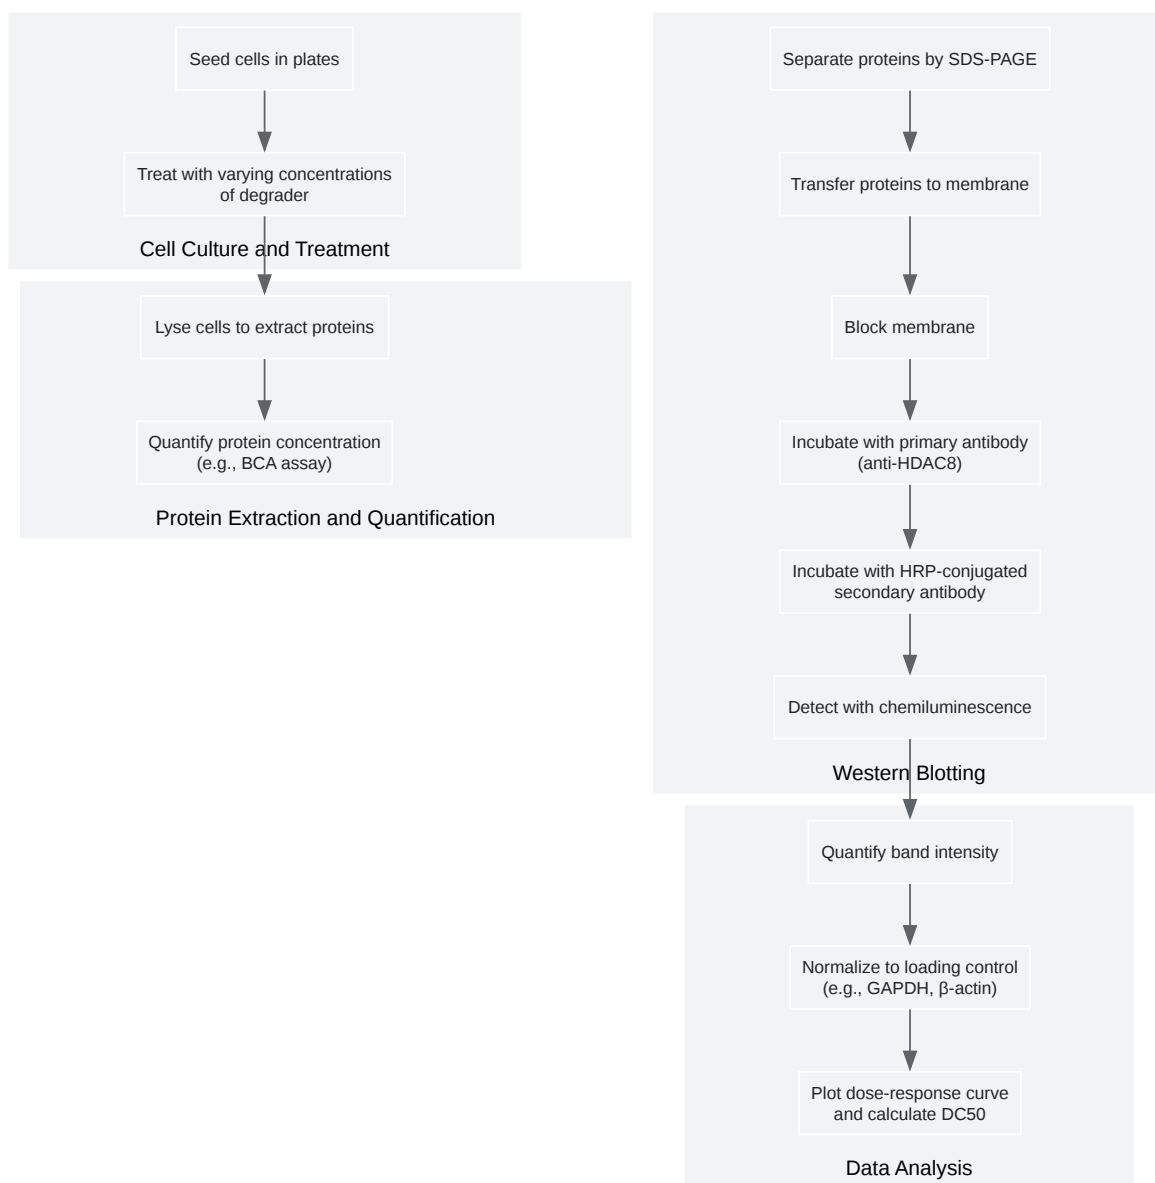 Seed cells in plates
Treat with varying concentrations
of degrader
Cell Culture and Treatment
Lyse cells to extract proteins
Quantify protein concentration
(e.g., BCA assay)
Protein Extraction and Quantification
Separate proteins by SDS-PAGE
Transfer proteins to membrane
Block membrane
Incubate with primary antibody
(anti-HDAC8)
Incubate with HRP-conjugated
secondary antibody
Detect with chemiluminescence
Western Blotting
Quantify band intensity
Normalize to loading control
(e.g., GAPDH, β-actin)
Plot dose-response curve
and calculate DC50
Data Analysis